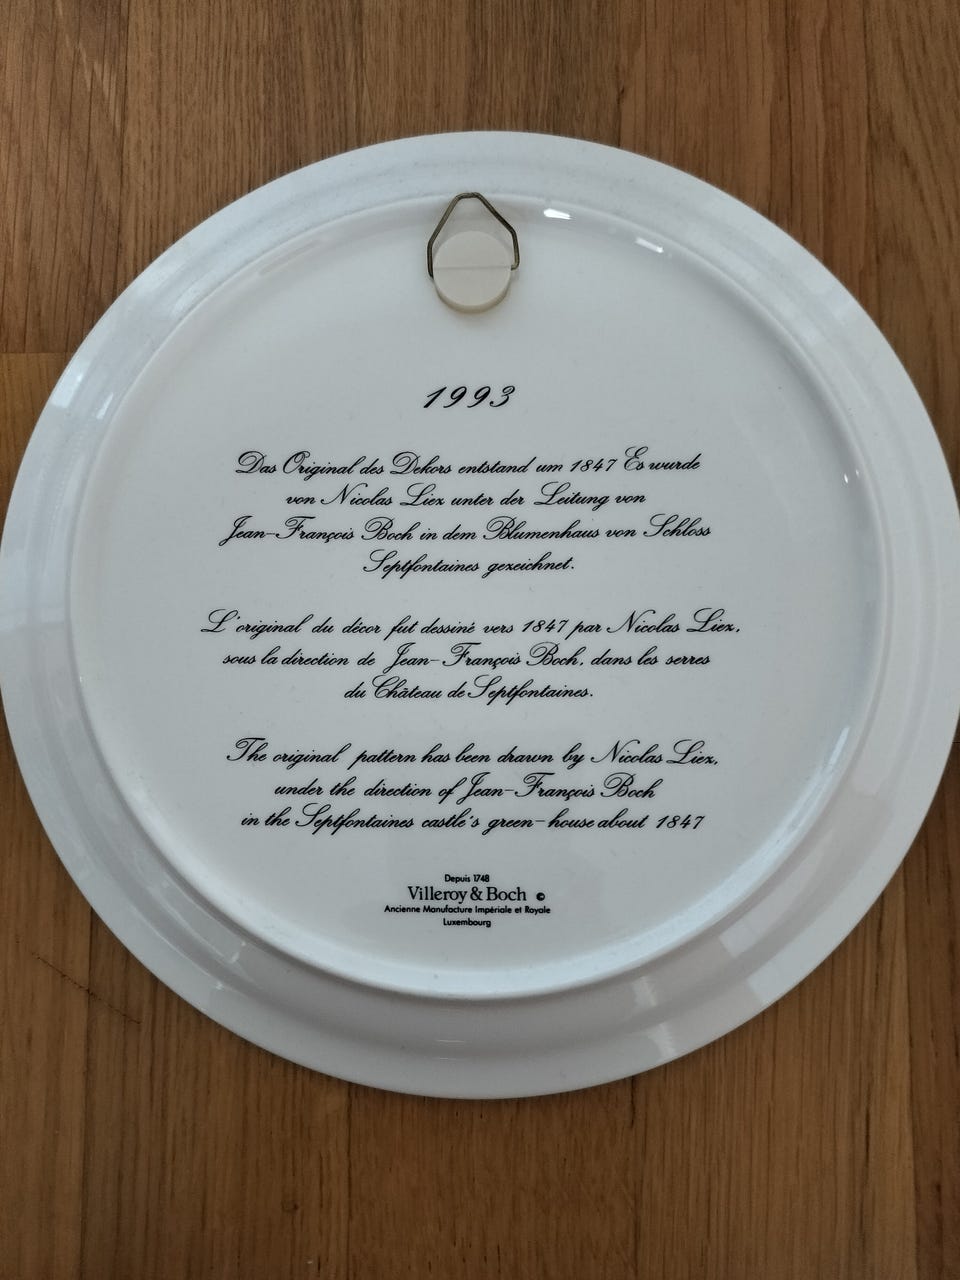 1993
Das Original des Dekors entstand um 1847 Es wurde
von Nicolas Liez unter der Leitung von
Jean-François Boch in dem Blumenhaus von Schloss
Septfontaines gezeichnet.
L'original du décor fut dessiné vers 1847 par Nicolas Liez,
sous la direction de Jean-François Boch, dans les serres
du Château de Septfontaines.
The original pattern has been drawn by Nicolas Liez,
under the direction of Jean-François Boch
in the Septfontaines castle's green-house about 1847
Depuis 1748
Villeroy & Boch ©
Ancienne Manufacture Impériale et Royale
Luxembourg